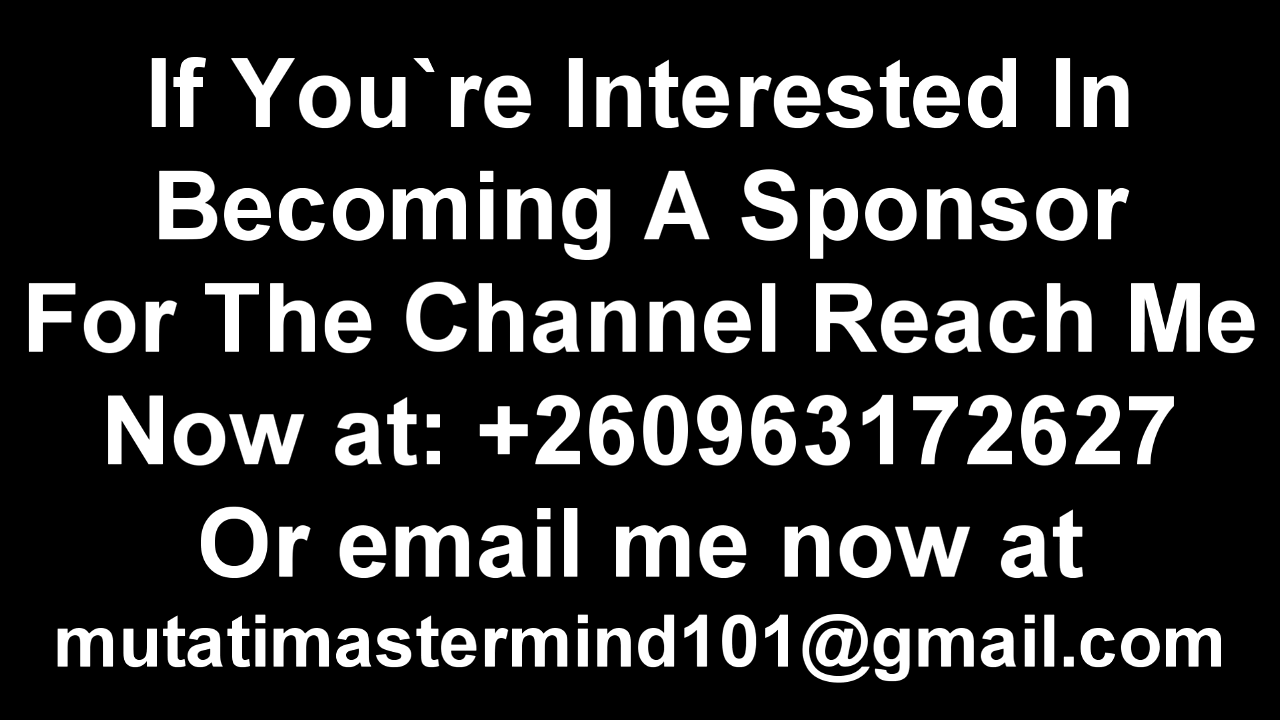 If You`re Interested In
Becoming A Sponsor
For The Channel Reach Me
Now at: +260963172627
Or email me now at
mutatimastermind101@gmail.com